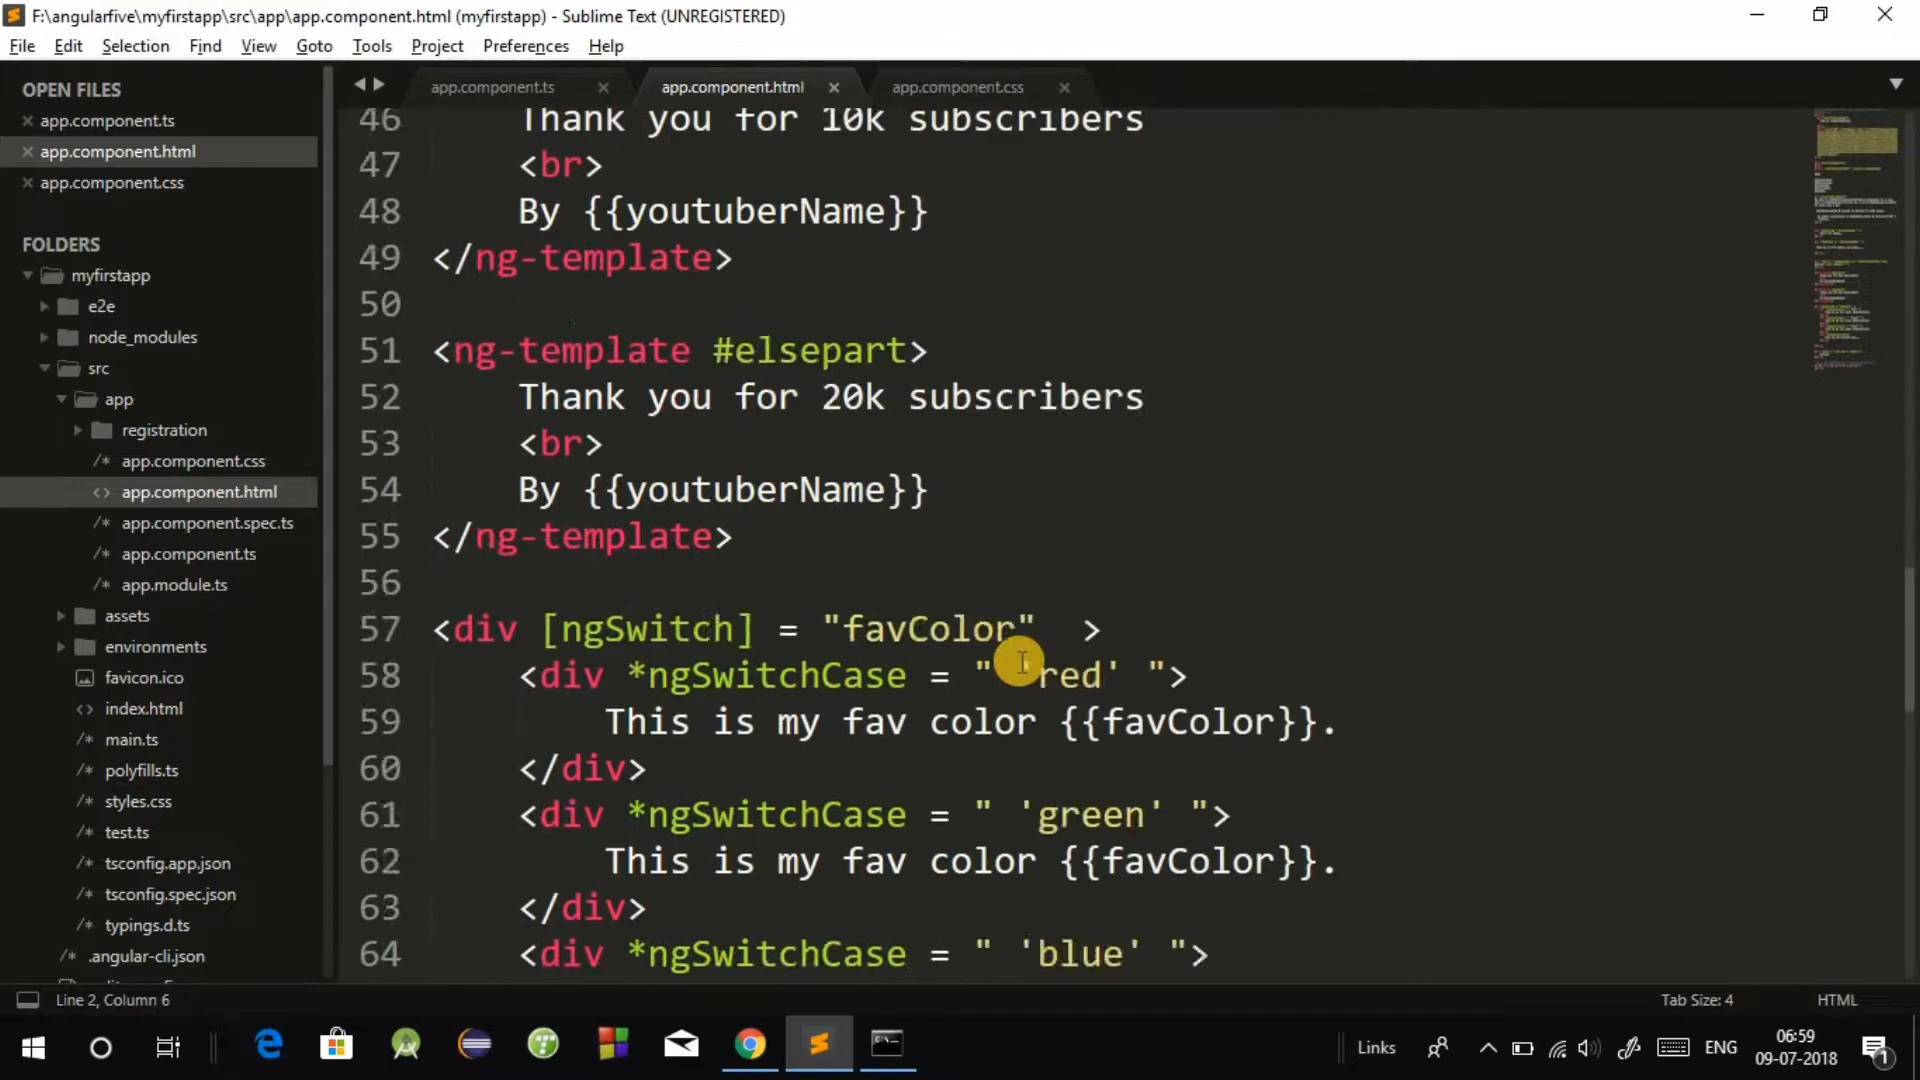 F:\angularfive\myfirstapp\src\app\app.component.html (myfirstapp) - Sublime Text (UNREGISTERED)
File Edit Selection Find View Goto Tools Project Preferences Help
OPEN FILES
app.component.ts
app.component.html
app.component.css
FOLDERS
myfirstapp
e2e
node_modules
src
app
registration
app.component.css
app.component.html
app.component.spec.ts
app.component.ts
app.module.ts
assets
environments
favicon.ico
index.html
main.ts
polyfills.ts
styles.css
test.ts
tsconfig.app.json
tsconfig.spec.json
typings.d.ts
.angular-cli.json
app.component.ts app.component.html app.component.css
46 Thank you for 10k subscribers
47 <br>
48 By {{youtuberName}}
49 </ng-template>
50
51 <ng-template #elsepart>
52 Thank you for 20k subscribers
53 <br>
54 By {{youtuberName}}
55 </ng-template>
56
57 <div [ngSwitch] = "favColor" >
58 <div *ngSwitchCase = " 'red' ">
59 This is my fav color {{favColor}}.
60 </div>
61 <div *ngSwitchCase = " 'green' ">
62 This is my fav color {{favColor}}.
63 </div>
64 <div *ngSwitchCase = " 'blue' ">
Line 2, Column 6 Tab Size: 4 HTML
Links ENG 06:59
09-07-2018
1